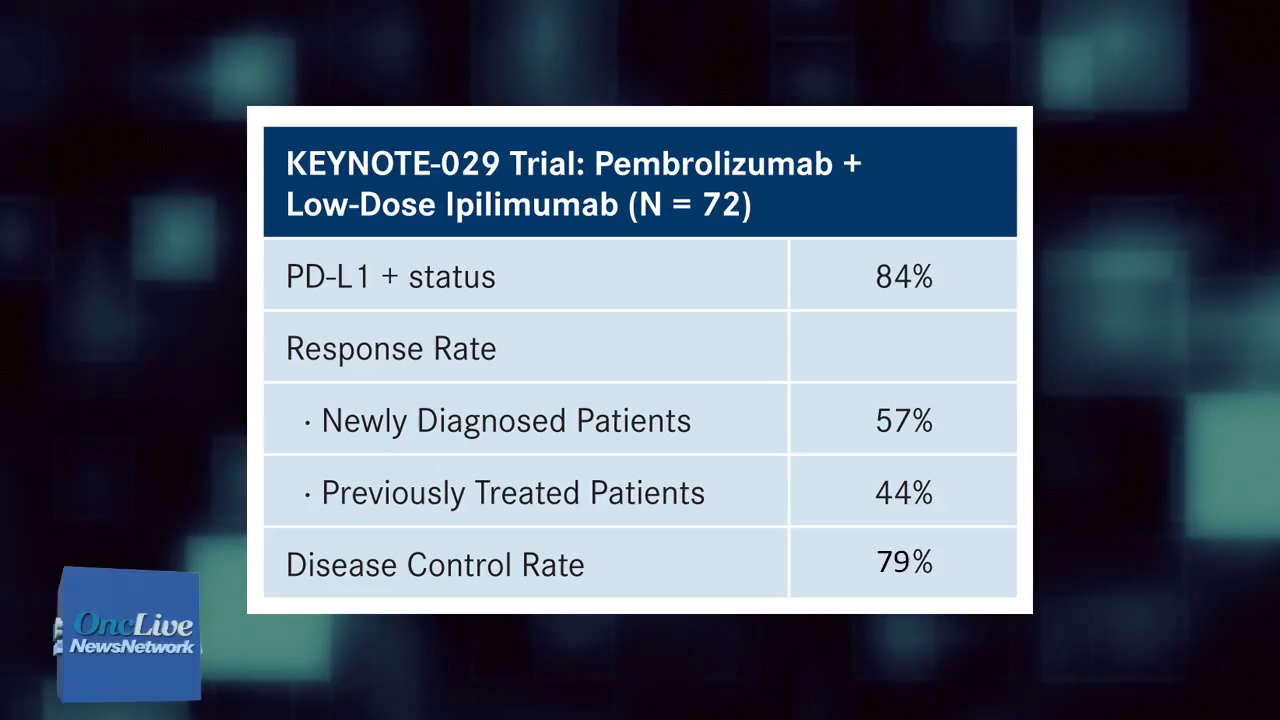 KEYNOTE-029 Trial: Pembrolizumab +
Low-Dose Ipilimumab (N = 72)
PD-L1 + status 84%
Response Rate
· Newly Diagnosed Patients 57%
· Previously Treated Patients 44%
Disease Control Rate 79%
OncLive
NewsNetwork